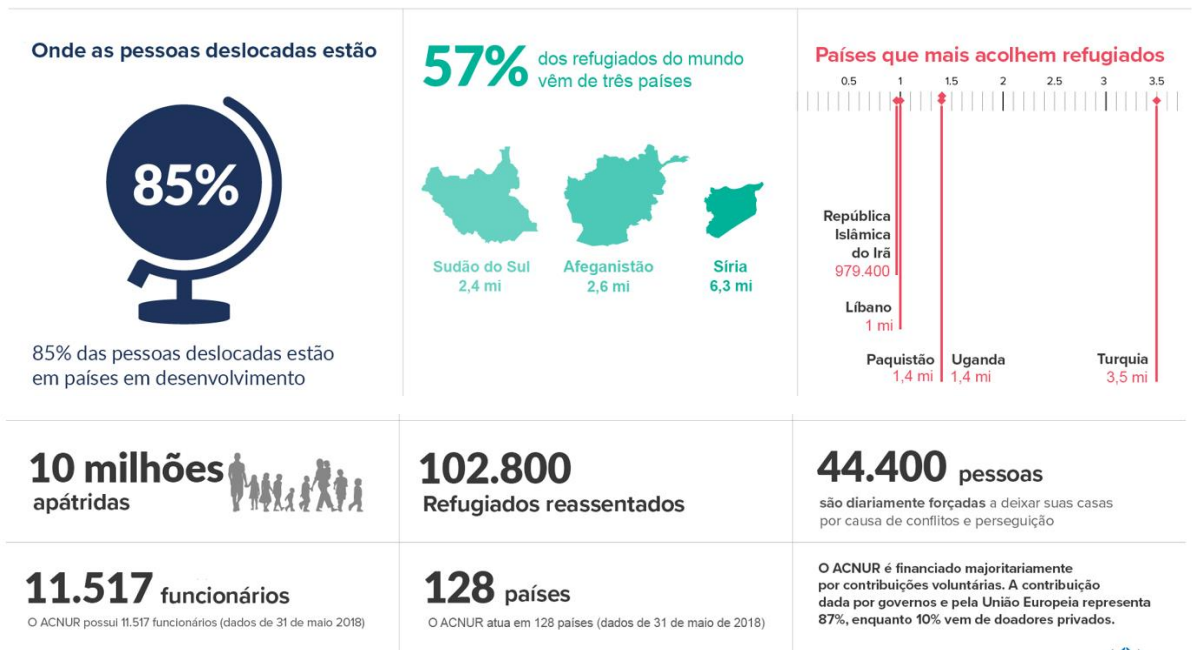 Onde as pessoas deslocadas estão
85%
85% das pessoas deslocadas estão
em países em desenvolvimento
57% dos refugiados do mundo
vêm de três países
Sudão do Sul
2,4 mi
Afeganistão
2,6 mi
Síria
6,3 mi
Países que mais acolhem refugiados
0.5 1 1.5 2 2.5 3 3.5
República
Islâmica
do Irã
979.400
Líbano
1 mi
Paquistão
1,4 mi
Uganda
1,4 mi
Turquia
3,5 mi
10 milhões
apátridas
102.800
Refugiados reassentados
44.400 pessoas
são diariamente forçadas a deixar suas casas
por causa de conflitos e perseguição
11.517 funcionários
O ACNUR possui 11.517 funcionários (dados de 31 de maio 2018)
128 países
O ACNUR atua em 128 países (dados de 31 de maio de 2018)
O ACNUR é financiado majoritariamente
por contribuições voluntárias. A contribuição
dada por governos e pela União Europeia representa
87%, enquanto 10% vem de doadores privados.